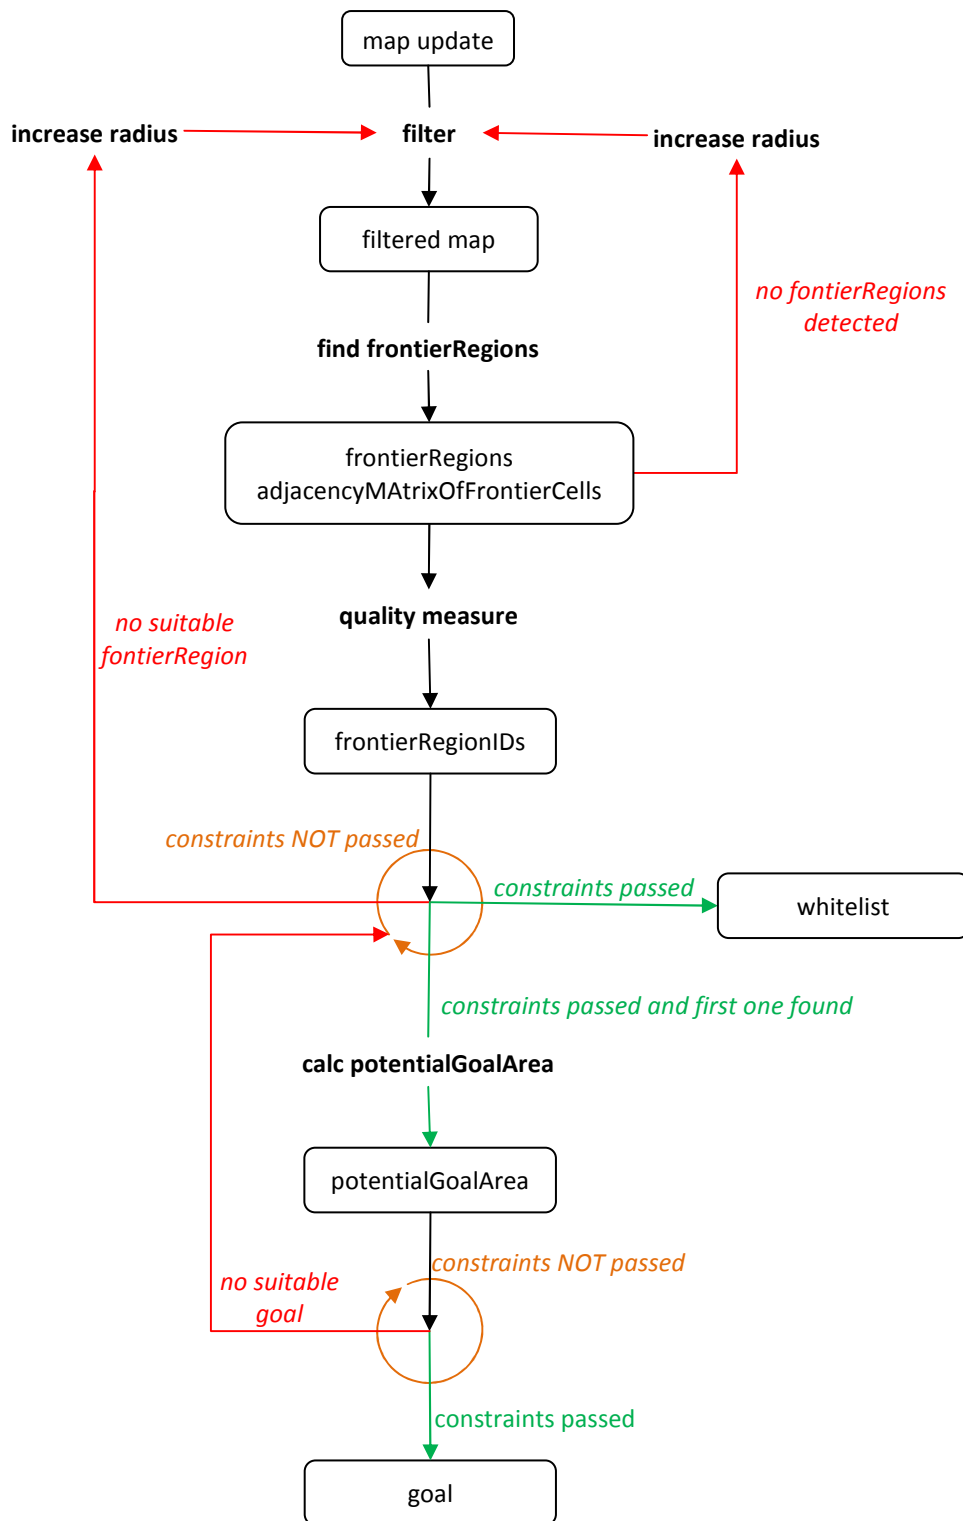 map update
increase radius
filter
increase radius
filtered map
no fontierRegions
detected
find frontierRegions
frontierRegions
adjacencyMAtrixOfFrontierCells
quality measure
no suitable
fontierRegion
frontierRegionIDs
constraints NOT passed
constraints passed
whitelist
constraints passed and first one found
calc potentialGoalArea
potentialGoalArea
constraints NOT passed
no suitable
goal
constraints passed
goal